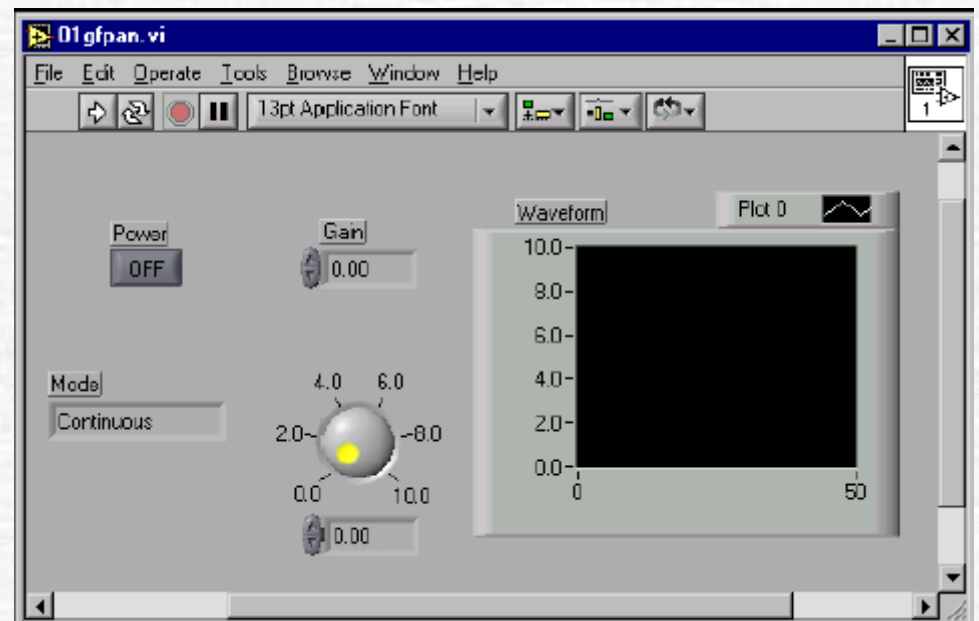 01gfpan.vi
File Edit Operate Tools Browse Window Help
13pt Application Font
1
Waveform
Plot 0
Power
Gain
OFF
0.00
10.0
8.0
6.0
4.0
2.0
0.0
0
50
Mode
Continuous
4.0
6.0
2.0
8.0
0.0
10.0
0.00